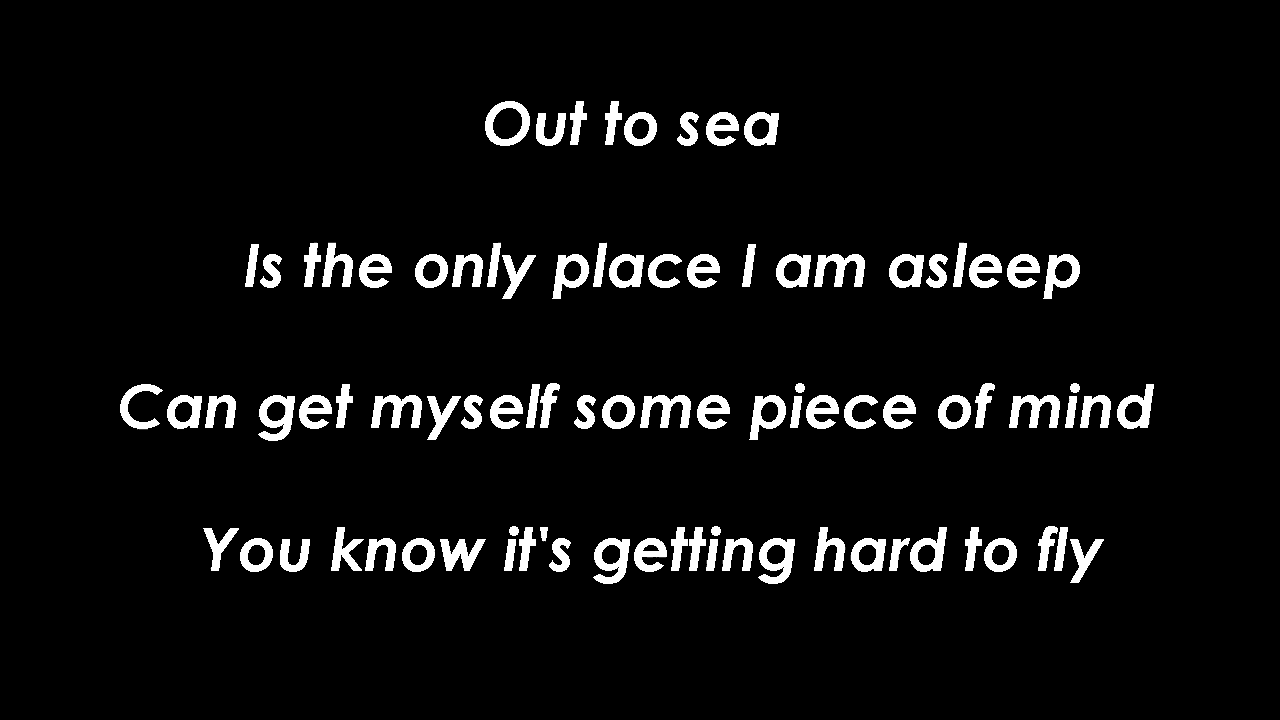 Out to sea
Is the only place I am asleep
Can get myself some piece of mind
You know it's getting hard to fly